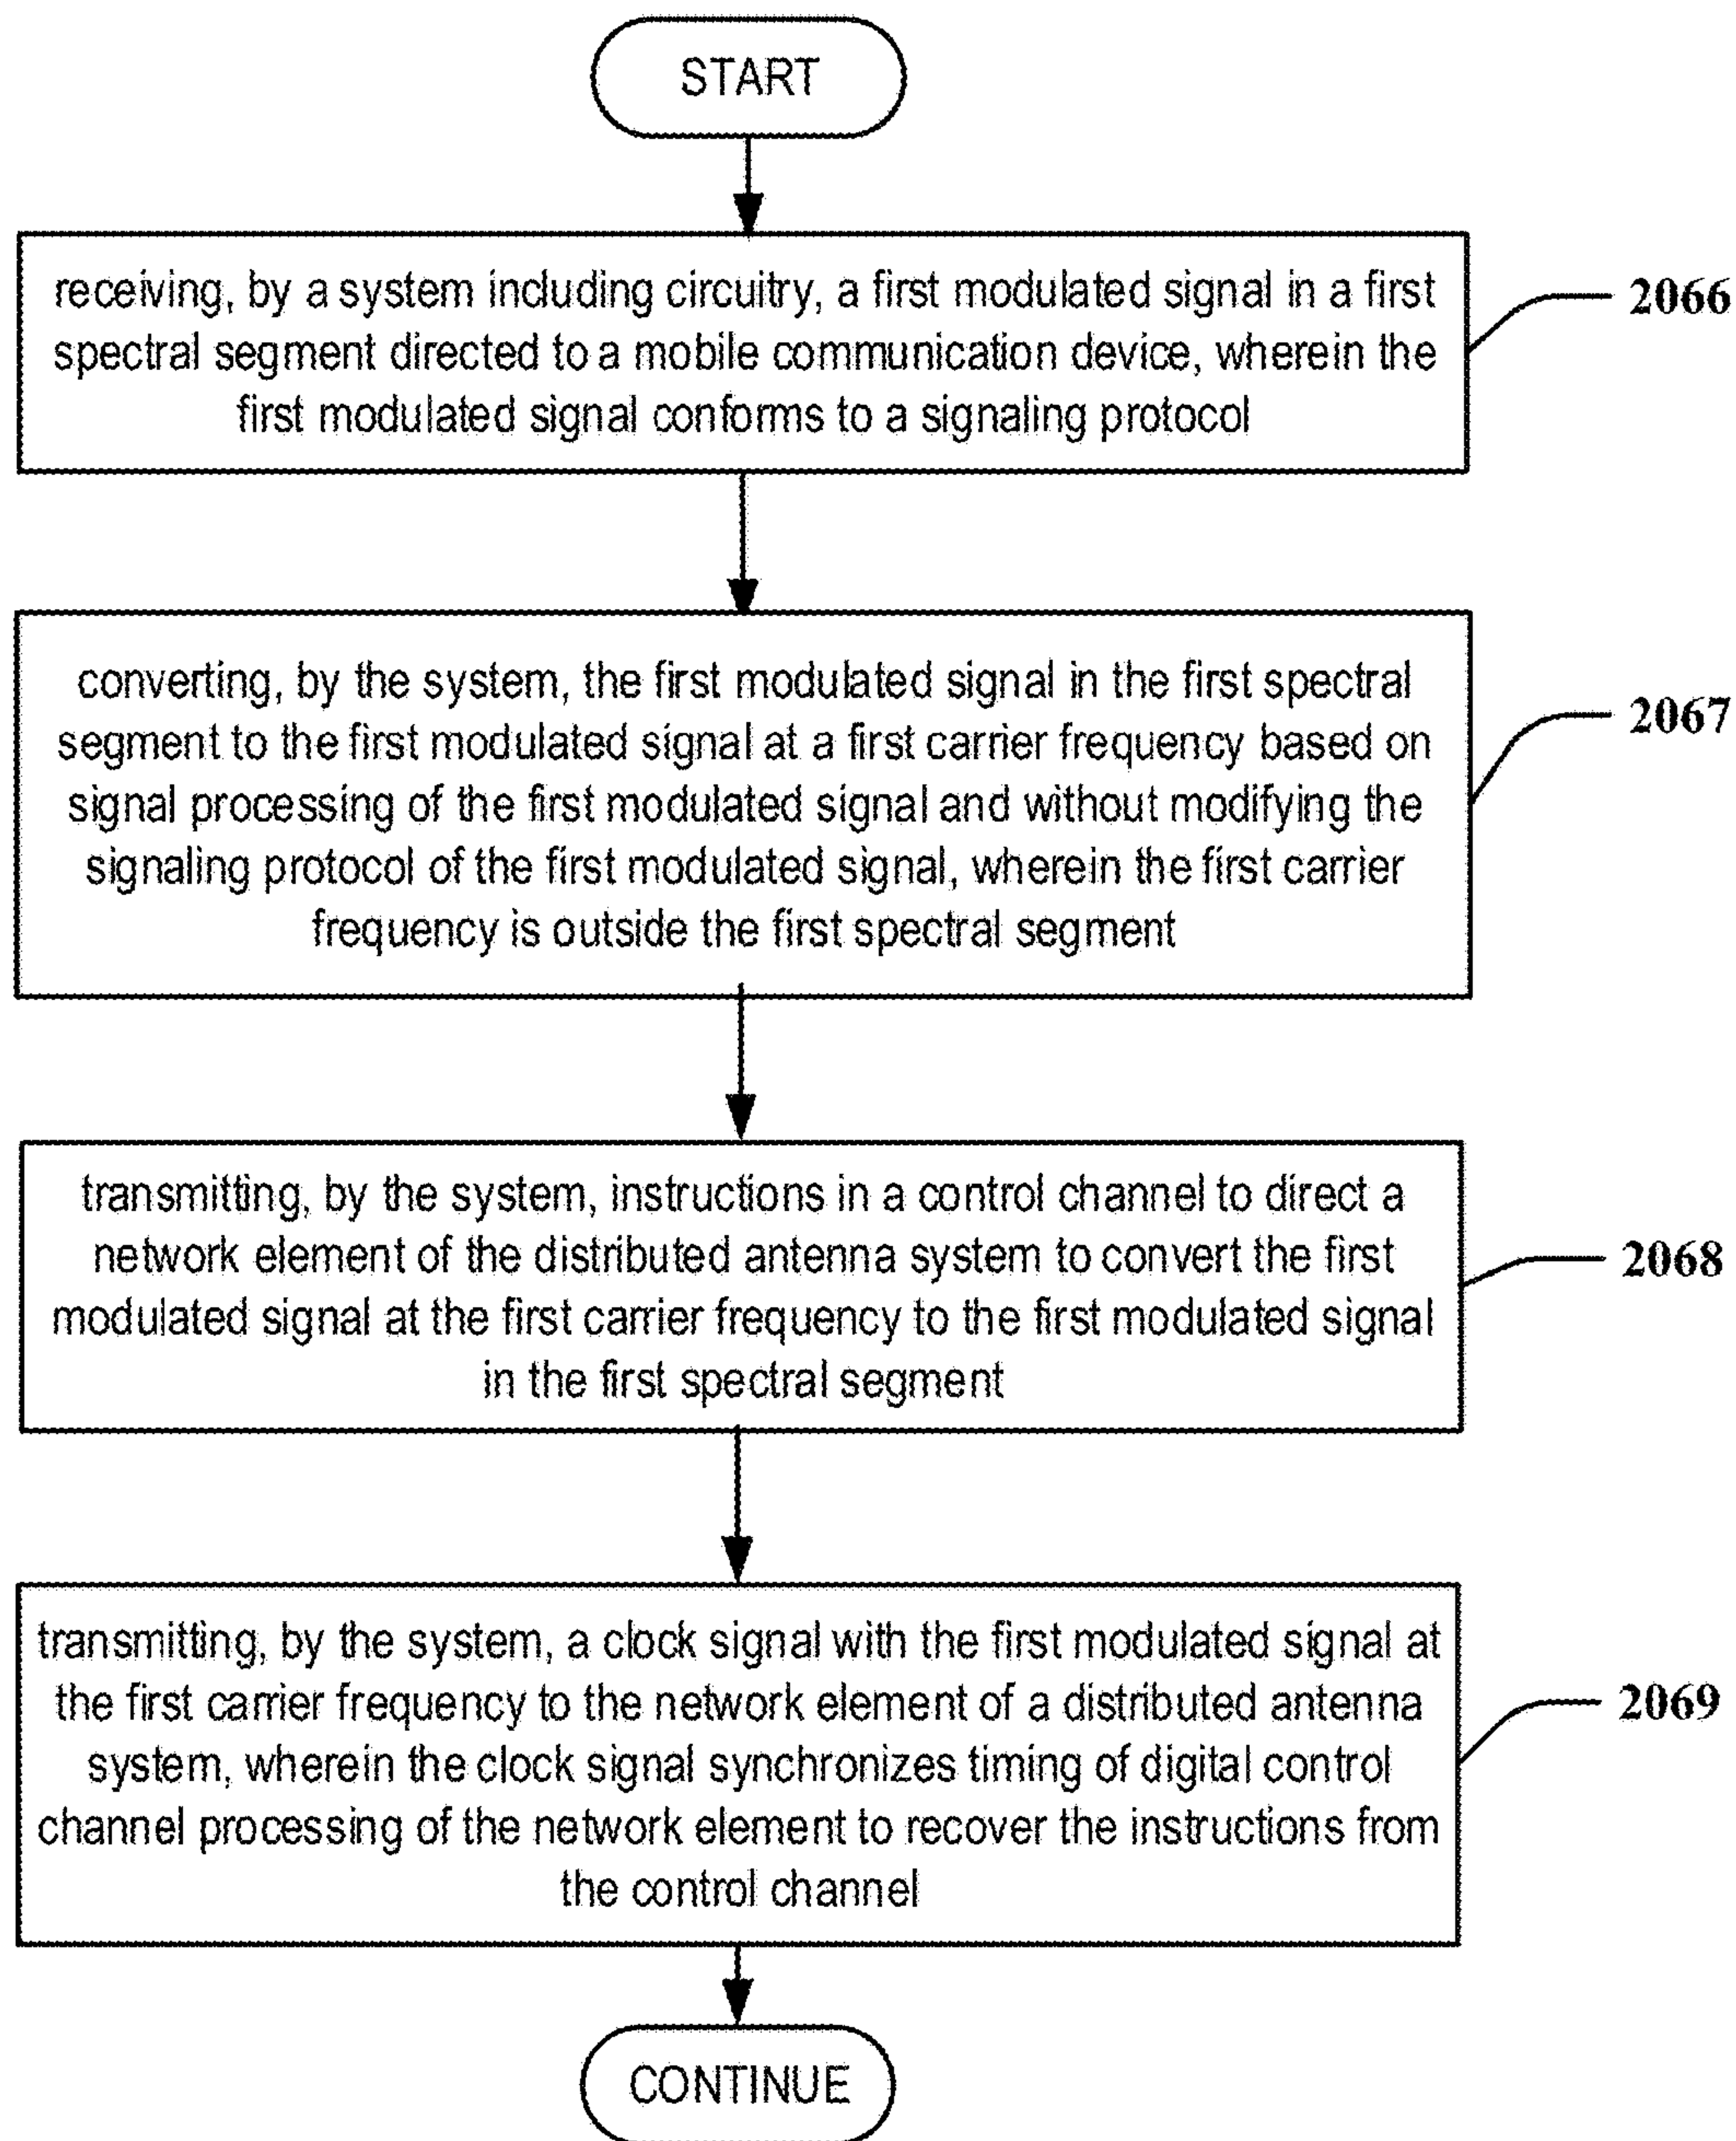 START
receiving, by a system including circuitry, a first modulated signal in a first
spectral segment directed to a mobile communication device, wherein the
first modulated signal conforms to a signaling protocol
2066
converting, by the system, the first modulated signal in the first spectral
segment to the first modulated signal at a first carrier frequency based on
signal processing of the first modulated signal and without modifying the
signaling protocol of the first modulated signal, wherein the first carrier
frequency is outside the first spectral segment
2067
transmitting, by the system, instructions in a control channel to direct a
network element of the distributed antenna system to convert the first
modulated signal at the first carrier frequency to the first modulated signal
in the first spectral segment
2068
transmitting, by the system, a clock signal with the first modulated signal at
the first carrier frequency to the network element of a distributed antenna
system, wherein the clock signal synchronizes timing of digital control
channel processing of the network element to recover the instructions from
the control channel
2069
CONTINUE